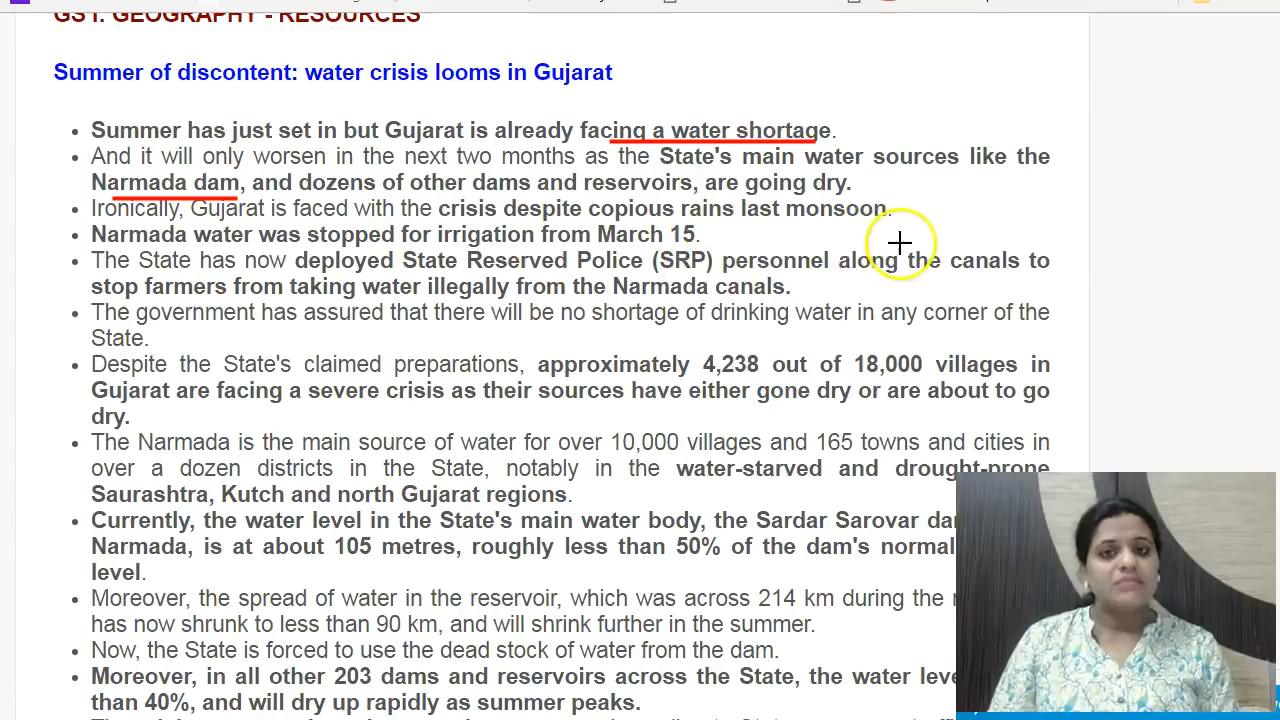 GS I: GEOGRAPHY - RESOURCES
Summer of discontent: water crisis looms in Gujarat
• Summer has just set in but Gujarat is already facing a water shortage.
• And it will only worsen in the next two months as the State's main water sources like the
Narmada dam, and dozens of other dams and reservoirs, are going dry.
• Ironically, Gujarat is faced with the crisis despite copious rains last monsoon.
• Narmada water was stopped for irrigation from March 15.
• The State has now deployed State Reserved Police (SRP) personnel along the canals to
stop farmers from taking water illegally from the Narmada canals.
• The government has assured that there will be no shortage of drinking water in any corner of the
State.
• Despite the State's claimed preparations, approximately 4,238 out of 18,000 villages in
Gujarat are facing a severe crisis as their sources have either gone dry or are about to go
dry.
• The Narmada is the main source of water for over 10,000 villages and 165 towns and cities in
over a dozen districts in the State, notably in the water-starved and drought-prone
Saurashtra, Kutch and north Gujarat regions.
• Currently, the water level in the State's main water body, the Sardar Sarovar
Narmada, is at about 105 metres, roughly less than 50% of the dam's normal
level.
• Moreover, the spread of water in the reservoir, which was across 214 km during the
has now shrunk to less than 90 km, and will shrink further in the summer.
• Now, the State is forced to use the dead stock of water from the dam.
• Moreover, in all other 203 dams and reservoirs across the State, the water
than 40%, and will dry up rapidly as summer peaks.